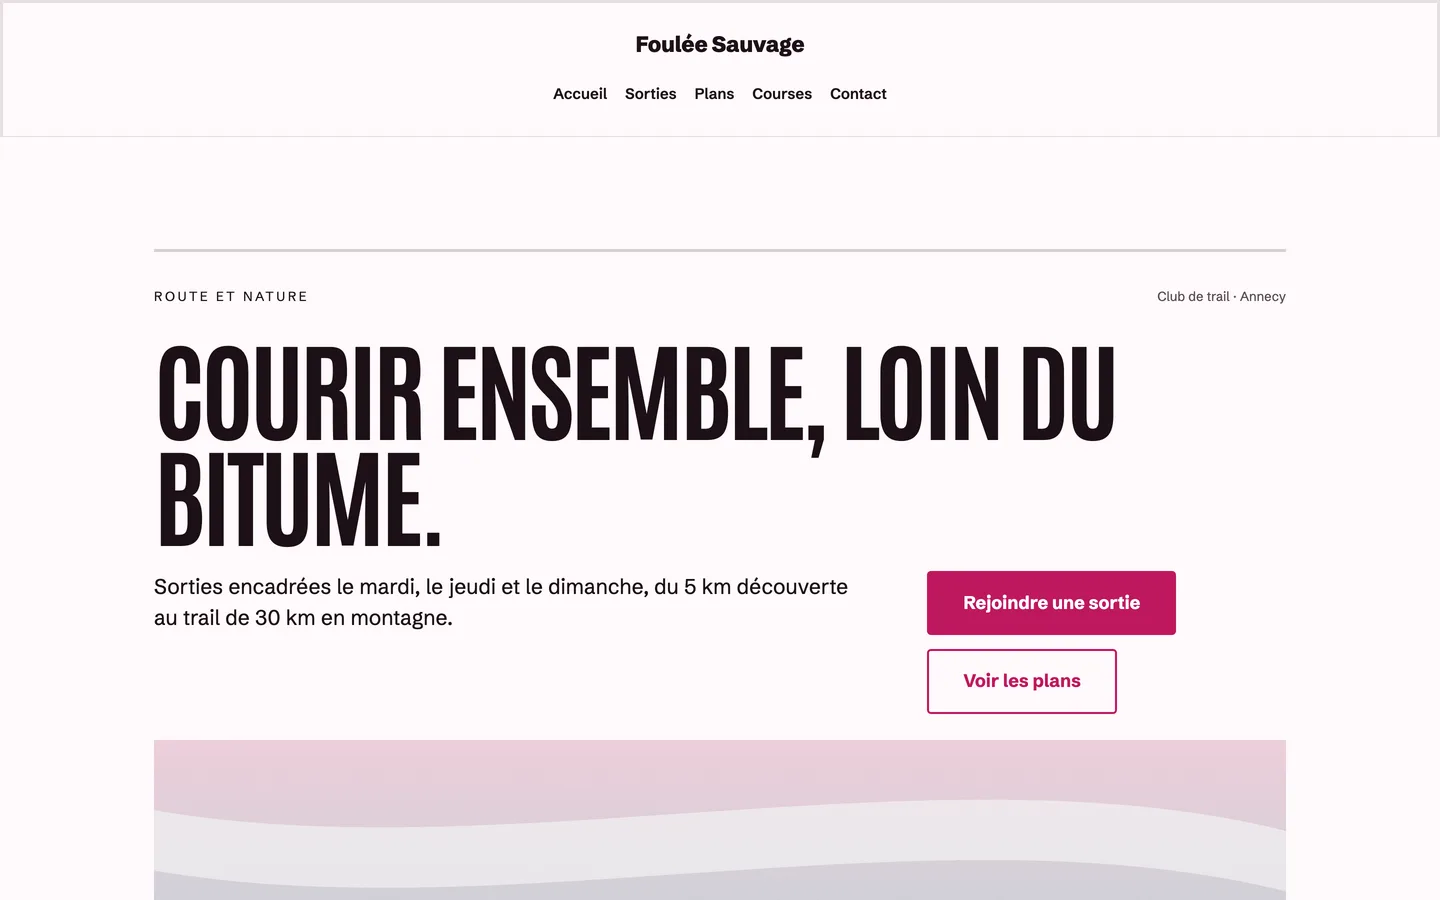 Foulée Sauvage
Accueil Sorties Plans Courses Contact
ROUTE ET NATURE
Club de trail · Annecy
COURIR ENSEMBLE, LOIN DU
BITUME.
Sorties encadrées le mardi, le jeudi et le dimanche, du 5 km découverte
au trail de 30 km en montagne.
Rejoindre une sortie
Voir les plans